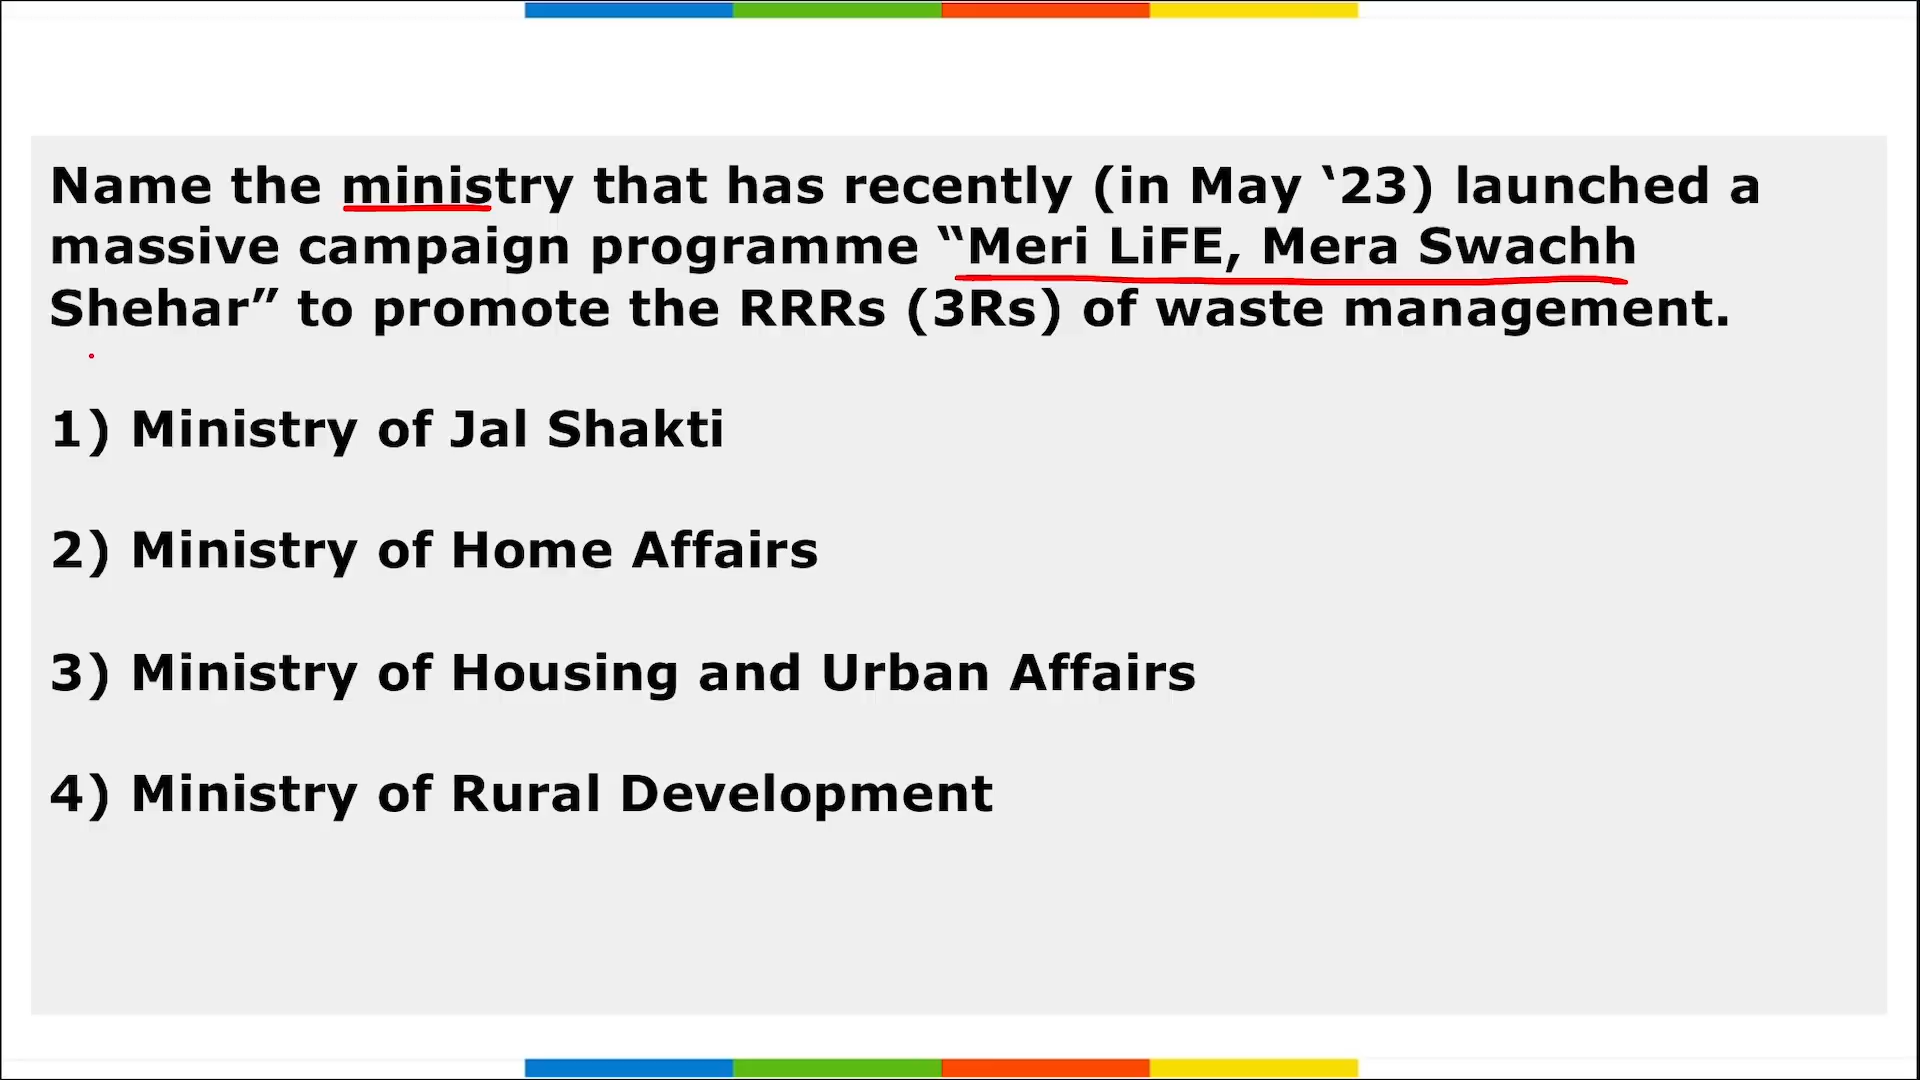 Name the ministry that has recently (in May ‘23) launched a
massive campaign programme “Meri LiFE, Mera Swachh
Shehar” to promote the RRRs (3Rs) of waste management.
1) Ministry of Jal Shakti
2) Ministry of Home Affairs
3) Ministry of Housing and Urban Affairs
4) Ministry of Rural Development